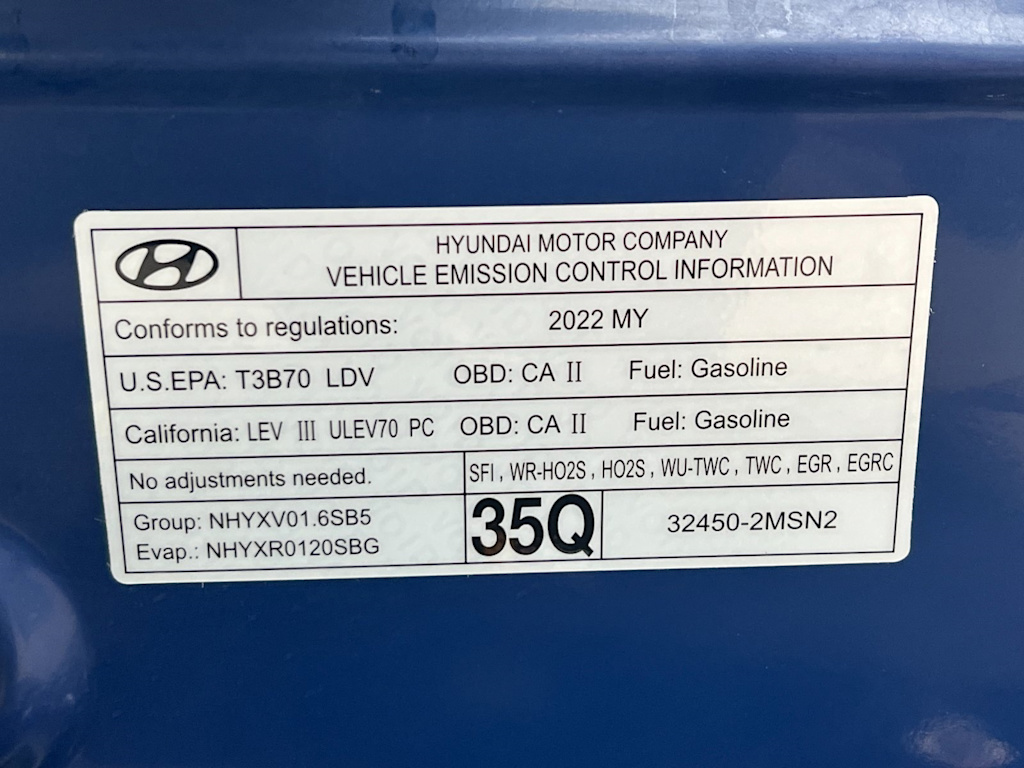 HYUNDAI MOTOR COMPANY
VEHICLE EMISSION CONTROL INFORMATION
Conforms to regulations: 2022 MY
U.S.EPA: T3B70 LDV OBD: CA II Fuel: Gasoline
California: LEV III ULEV70 PC OBD: CA II Fuel: Gasoline
No adjustments needed. SFI, WR-HO2S, HO2S, WU-TWC, TWC, EGR, EGRC
Group: NHYXV01.6SB5
Evap.: NHYXR0120SBG
35Q
32450-2MSN2